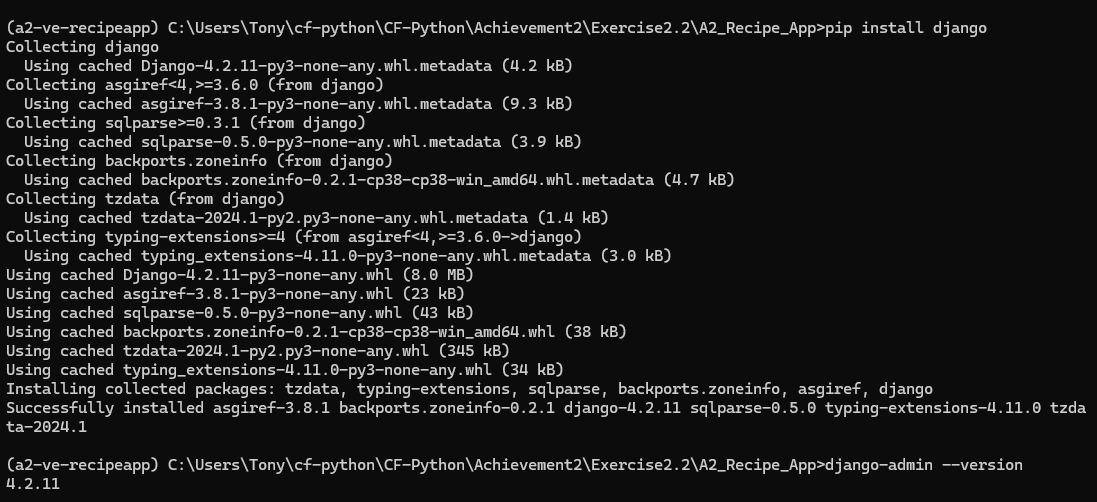 (a2-ve-recipeapp) C:\Users\Tony\cf-python\CF-Python\Achievement2\Exercise2.2\A2_Recipe_App>pip install django
Collecting django
  Using cached Django-4.2.11-py3-none-any.whl.metadata (4.2 kB)
Collecting asgiref<4,>=3.6.0 (from django)
  Using cached asgiref-3.8.1-py3-none-any.whl.metadata (9.3 kB)
Collecting sqlparse>=0.3.1 (from django)
  Using cached sqlparse-0.5.0-py3-none-any.whl.metadata (3.9 kB)
Collecting backports.zoneinfo (from django)
  Using cached backports.zoneinfo-0.2.1-cp38-cp38-win_amd64.whl.metadata (4.7 kB)
Collecting tzdata (from django)
  Using cached tzdata-2024.1-py2.py3-none-any.whl.metadata (1.4 kB)
Collecting typing-extensions>=4 (from asgiref<4,>=3.6.0->django)
  Using cached typing_extensions-4.11.0-py3-none-any.whl.metadata (3.0 kB)
Using cached Django-4.2.11-py3-none-any.whl (8.0 MB)
Using cached asgiref-3.8.1-py3-none-any.whl (23 kB)
Using cached sqlparse-0.5.0-py3-none-any.whl (43 kB)
Using cached backports.zoneinfo-0.2.1-cp38-cp38-win_amd64.whl (38 kB)
Using cached tzdata-2024.1-py2.py3-none-any.whl (345 kB)
Using cached typing_extensions-4.11.0-py3-none-any.whl (34 kB)
Installing collected packages: tzdata, typing-extensions, sqlparse, backports.zoneinfo, asgiref, django
Successfully installed asgiref-3.8.1 backports.zoneinfo-0.2.1 django-4.2.11 sqlparse-0.5.0 typing-extensions-4.11.0 tzda
ta-2024.1
(a2-ve-recipeapp) C:\Users\Tony\cf-python\CF-Python\Achievement2\Exercise2.2\A2_Recipe_App>django-admin --version
4.2.11